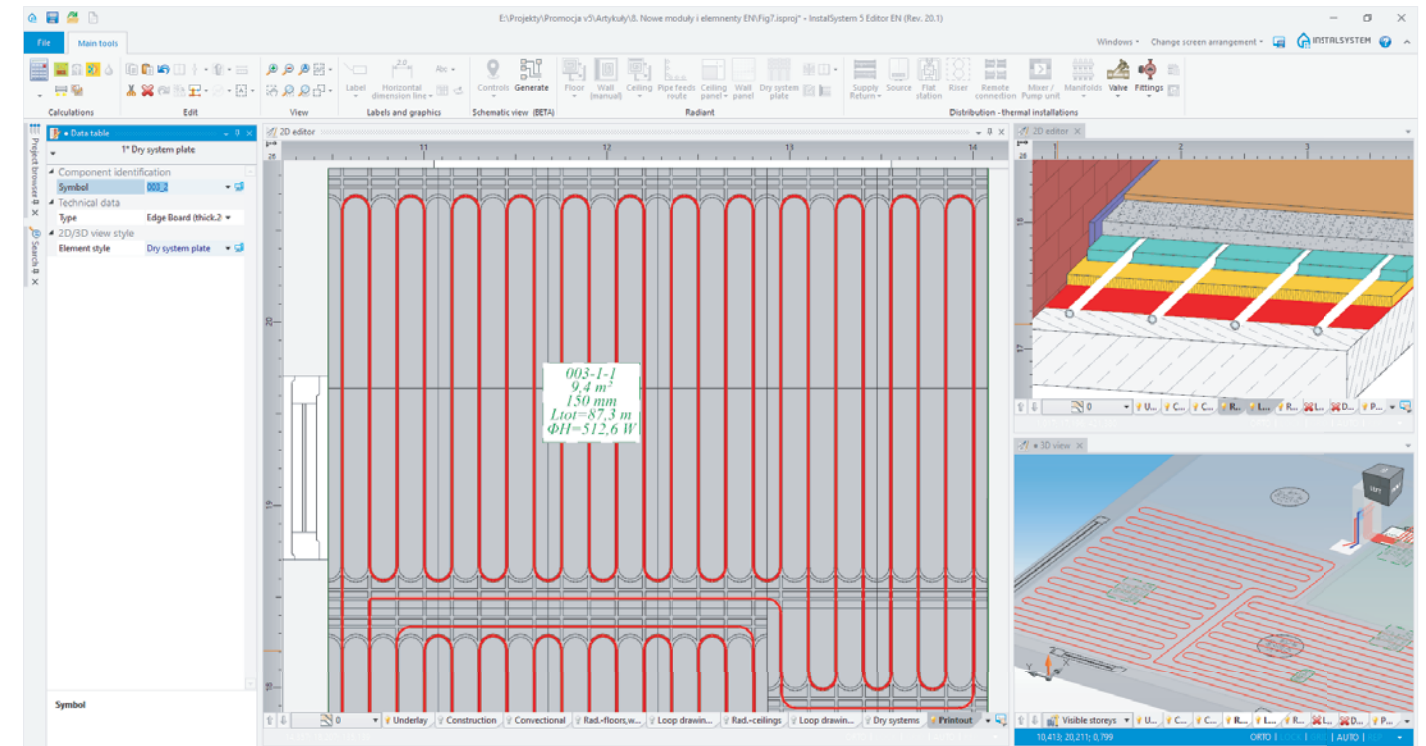 E:\Projekty\Promocja v5\Artykuły\8. Nowe moduły i elemnenty EN\Fig7.isproj* - InstalSystem 5 Editor EN (Rev. 20.1)
File Main tools Windows Change screen arrangement INSTALSYSTEM
Label Horizontal dimension line Abc Controls Generate Floor Wall (manual) Ceiling Pipe feeds route Ceiling panel Wall panel Dry system plate Supply Return Source Flat station Riser Remote connection Mixer / Pump unit Manifolds Valve Fittings
Calculations Edit View Labels and graphics Schematic view (BETA) Radiant Distribution - thermal installations
Project browser
Search
Data table
1* Dry system plate
Component identification
Symbol 003_2
Technical data
Type Edge Board (thick.2
2D/3D view style
Element style Dry system plate
Symbol
2D editor
11 12 13 14
20
19
18
003-1-1
9,4 m²
150 mm
Ltot=87,3 m
ΦH=512,6 W
0 Underlay Construction Convectional Rad.-floors,w... Loop drawin... Rad.-ceilings Loop drawin... Dry systems Printout
2D editor
1 2 3
17
0 U... C... C... R... L... R... L... D... P...
3D view
LEFT
Z
Y X
Visible storeys U... C... C... R... L... R... L... D... P...
10,413; 20,211; 0,799 ORTO | AUTO |